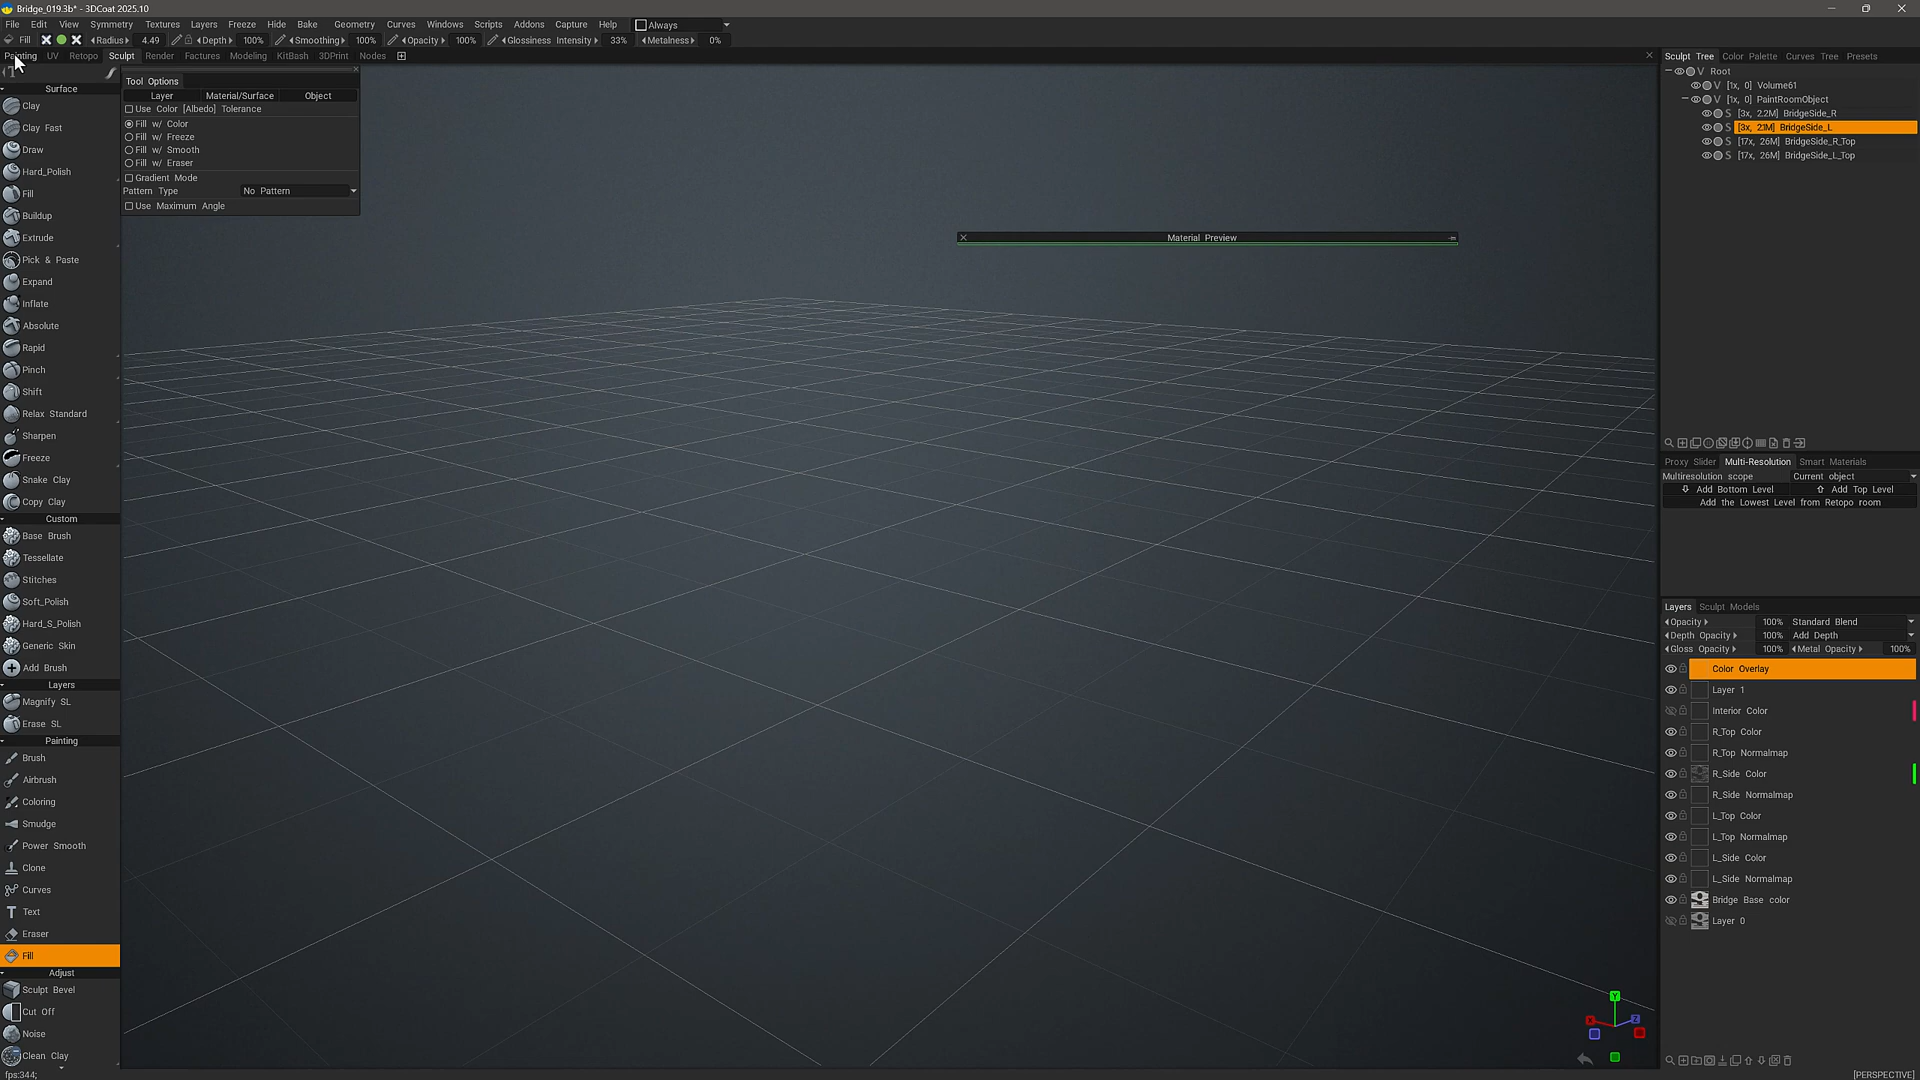 Bridge_019.3b* - 3DCoat 2025.10
File Edit View Symmetry Textures Layers Freeze Hide Bake Geometry Curves Windows Scripts Addons Capture Help Always
Fill Radius 4.49 Depth 100% Smoothing 100% Opacity 100% Glossiness Intensity 33% Metalness 0%
Painting UV Retopo Sculpt Render Factures Modeling KitBash 3DPrint Nodes
Surface
Clay
Clay Fast
Draw
Hard_Polish
Fill
Buildup
Extrude
Pick & Paste
Expand
Inflate
Absolute
Rapid
Pinch
Shift
Relax Standard
Sharpen
Freeze
Snake Clay
Copy Clay
Custom
Base Brush
Tessellate
Stitches
Soft_Polish
Hard_S_Polish
Generic Skin
Add Brush
Layers
Magnify SL
Erase SL
Painting
Brush
Airbrush
Coloring
Smudge
Power Smooth
Clone
Curves
Text
Eraser
Fill
Adjust
Sculpt Bevel
Cut Off
Noise
Clean Clay
fps:344;
Tool Options
Layer Material/Surface Object
Use Color [Albedo] Tolerance
Fill w/ Color
Fill w/ Freeze
Fill w/ Smooth
Fill w/ Eraser
Gradient Mode
Pattern Type No Pattern
Use Maximum Angle
Material Preview
Y
X
Z
Sculpt Tree Color Palette Curves Tree Presets
V Root
V [1x, 0] Volume61
V [1x, 0] PaintRoomObject
S [3x, 2.2M] BridgeSide_R
S [3x, 2.1M] BridgeSide_L
S [17x, 26M] BridgeSide_R_Top
S [17x, 26M] BridgeSide_L_Top
Proxy Slider Multi-Resolution Smart Materials
Multiresolution scope Current object
Add Bottom Level Add Top Level
Add the Lowest Level from Retopo room
Layers Sculpt Models
Opacity 100% Standard Blend
Depth Opacity 100% Add Depth
Gloss Opacity 100% Metal Opacity 100%
Color Overlay
Layer 1
Interior Color
R_Top Color
R_Top Normalmap
R_Side Color
R_Side Normalmap
L_Top Color
L_Top Normalmap
L_Side Color
L_Side Normalmap
Bridge Base color
Layer 0
[PERSPECTIVE]